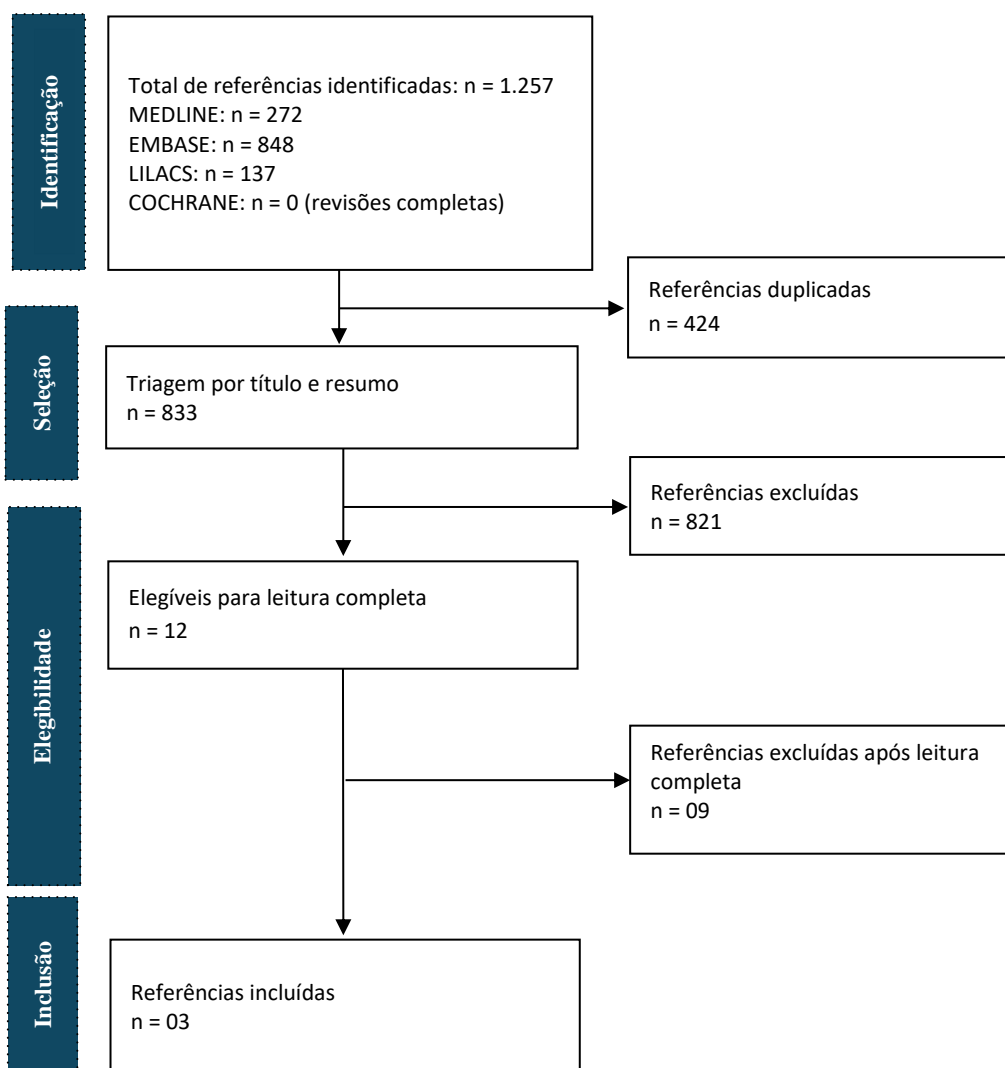 Identificação
Total de referências identificadas: n = 1.257
MEDLINE: n = 272
EMBASE: n = 848
LILACS: n = 137
COCHRANE: n = 0 (revisões completas)
Referências duplicadas
n = 424
Seleção
Triagem por título e resumo
n = 833
Referências excluídas
n = 821
Elegibilidade
Elegíveis para leitura completa
n = 12
Referências excluídas após leitura
completa
n = 09
Inclusão
Referências incluídas
n = 03